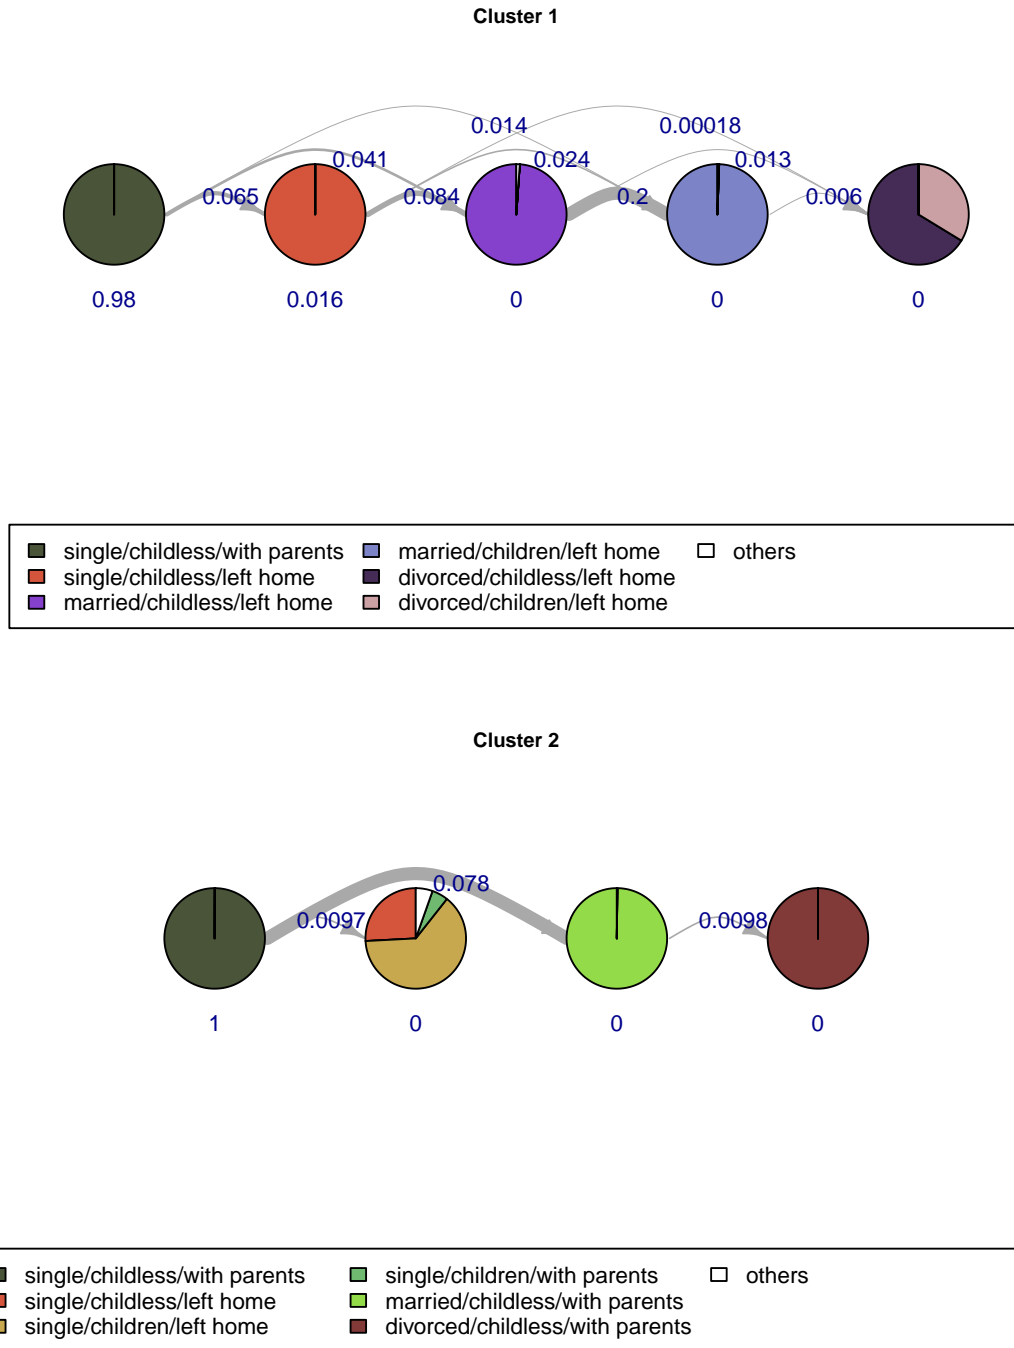 Cluster 1
0.014 0.00018
0.041 0.024 0.013
0.065 0.084 0.2 0.006
0.98 0.016 0 0 0
single/childless/with parents married/children/left home others
single/childless/left home divorced/childless/left home
married/childless/left home divorced/children/left home
Cluster 2
0.078
0.0097 0.0098
1 0 0 0
single/childless/with parents single/children/with parents others
single/childless/left home married/childless/with parents
single/children/left home divorced/childless/with parents